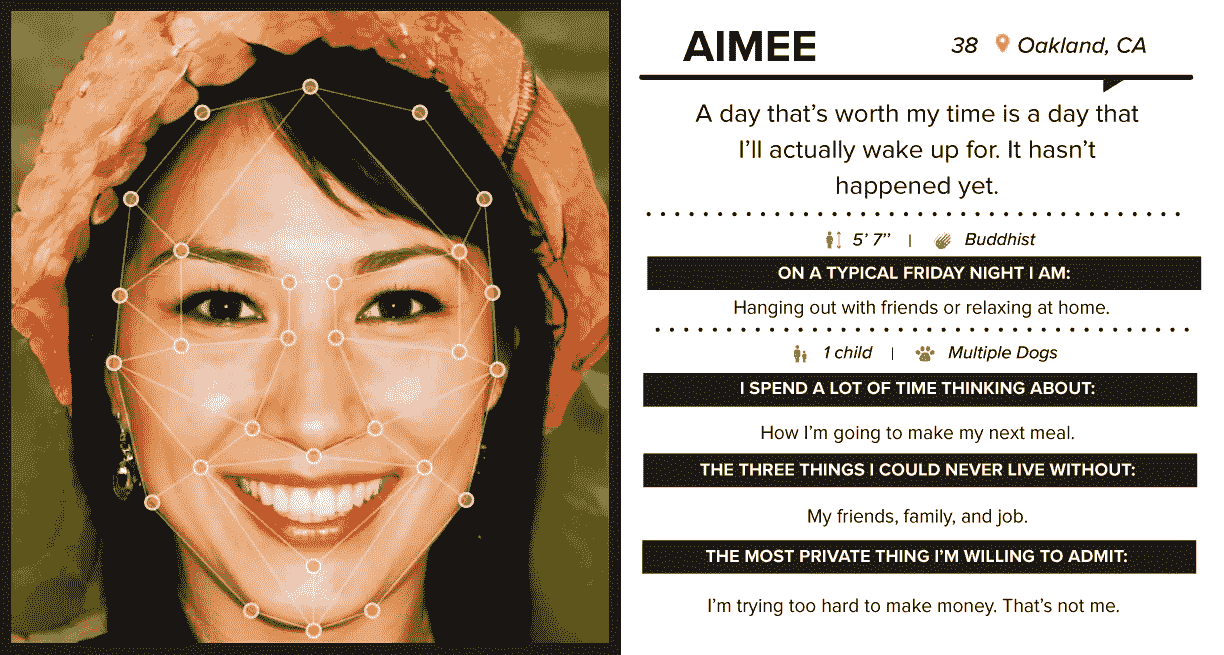 AIMEE
38 Oakland, CA
A day that’s worth my time is a day that
I’ll actually wake up for. It hasn’t
happened yet.
5’ 7’’ | Buddhist
ON A TYPICAL FRIDAY NIGHT I AM:
Hanging out with friends or relaxing at home.
1 child | Multiple Dogs
I SPEND A LOT OF TIME THINKING ABOUT:
How I’m going to make my next meal.
THE THREE THINGS I COULD NEVER LIVE WITHOUT:
My friends, family, and job.
THE MOST PRIVATE THING I’M WILLING TO ADMIT:
I’m trying too hard to make money. That’s not me.